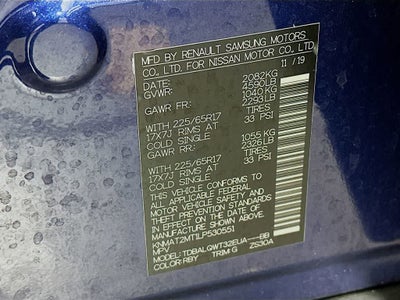 MFD BY RENAULT SAMSUNG MOTORS
CO., LTD. FOR NISSAN MOTOR CO., LTD.
DATE: 11 / 19
GVWR: 2082KG 4590LB
GAWR FR: 1040 KG 2293LB
WITH 225/65R17 TIRES
17X7J RIMS AT 33 PSI
COLD SINGLE
GAWR RR: 1055 KG 2326 LB
WITH 225/65R17 TIRES
17X7J RIMS AT 33 PSI
COLD SINGLE
THIS VEHICLE CONFORMS TO
ALL APPLICABLE FEDERAL
MOTOR VEHICLE SAFETY AND
THEFT PREVENTION STANDARDS
IN EFFECT ON THE DATE OF
MANUFACTURE SHOWN ABOVE.
KNMAT2MT1LP530551
MPV
MODEL: TDBALQWT32EUA---BB
COLOR:RBY TRIM:G ZS30A